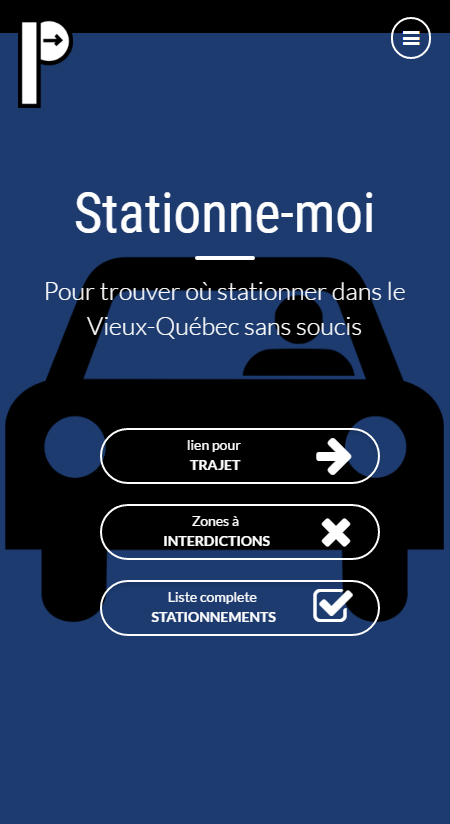 Stationne-moi
Pour trouver où stationner dans le
Vieux-Québec sans soucis
lien pour
TRAJET
Zones à
INTERDICTIONS
Liste complete
STATIONNEMENTS